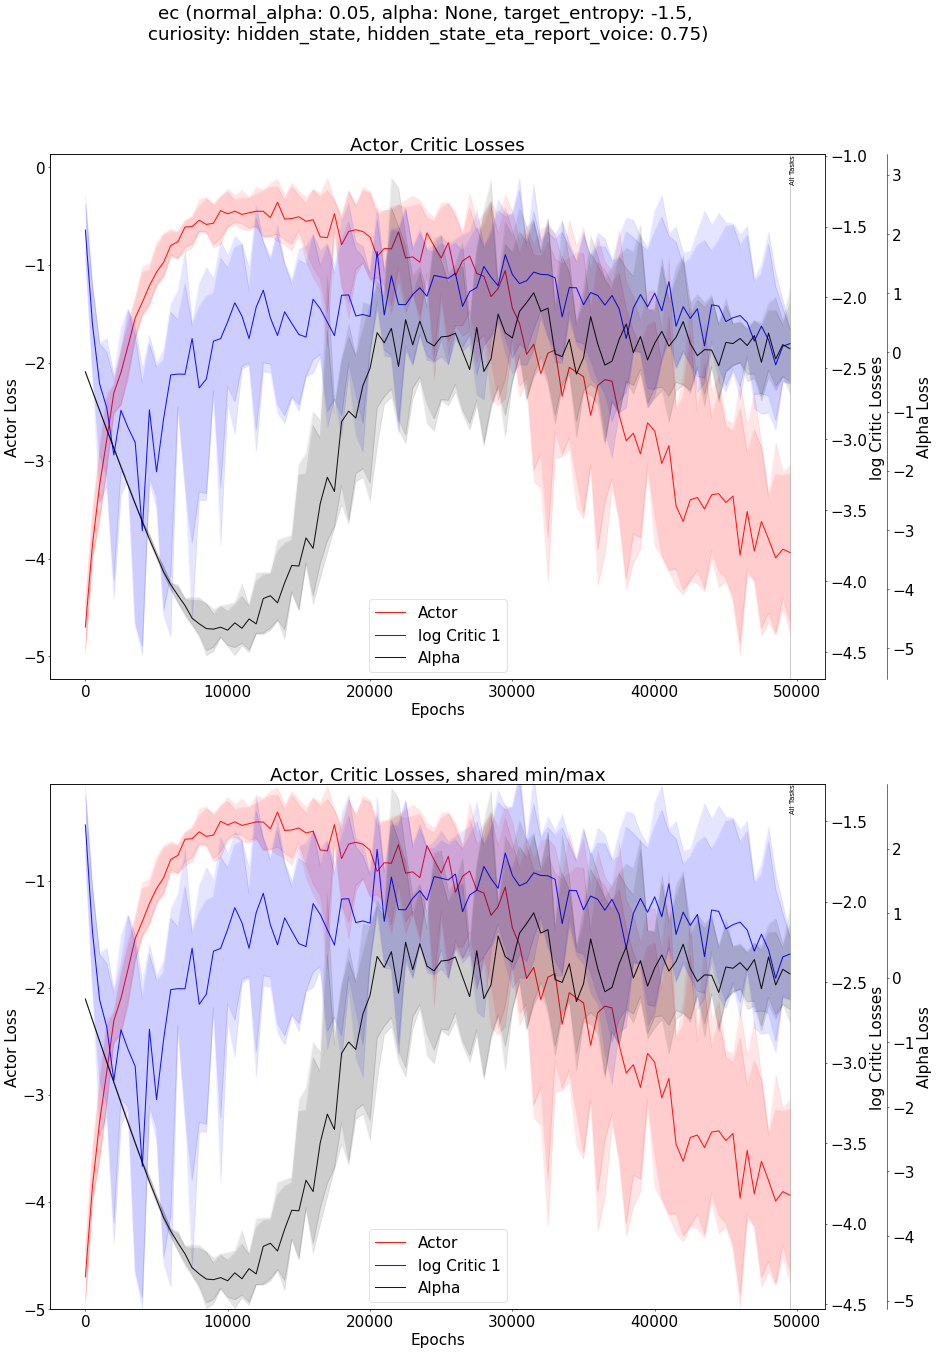 ec (normal_alpha: 0.05, alpha: None, target_entropy: -1.5,
curiosity: hidden_state, hidden_state_eta_report_voice: 0.75)
Actor, Critic Losses
All Tasks
Actor Loss
0
−1
−2
−3
−4
−5
0 10000 20000 30000 40000 50000
Epochs
−1.0
−1.5
−2.0
−2.5
−3.0
−3.5
−4.0
−4.5
log Critic Losses
3
2
1
0
−1
−2
−3
−4
−5
Alpha Loss
Actor
log Critic 1
Alpha
Actor, Critic Losses, shared min/max
All Tasks
Actor Loss
−1
−2
−3
−4
−5
0 10000 20000 30000 40000 50000
Epochs
−1.5
−2.0
−2.5
−3.0
−3.5
−4.0
−4.5
log Critic Losses
2
1
0
−1
−2
−3
−4
−5
Alpha Loss
Actor
log Critic 1
Alpha